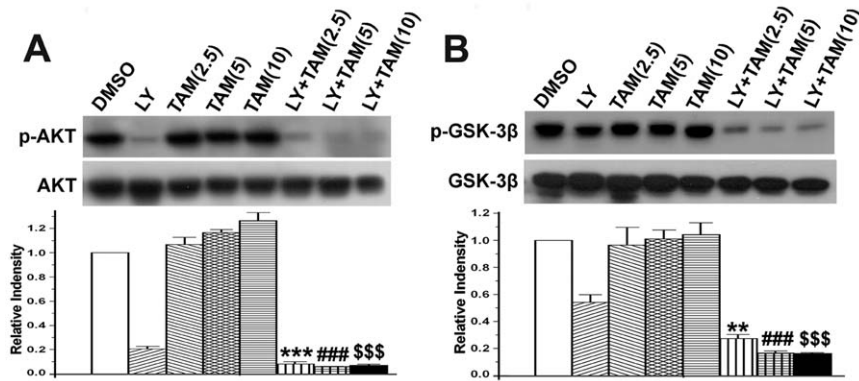 A
DMSO
LY
TAM(2.5)
TAM(5)
TAM(10)
LY+TAM(2.5)
LY+TAM(5)
LY+TAM(10)
p-AKT
AKT
Relative Indensity
1.2
1.0
0.8
0.6
0.4
0.2
0.0
***
###
$$$
B
DMSO
LY
TAM(2.5)
TAM(5)
TAM(10)
LY+TAM(2.5)
LY+TAM(5)
LY+TAM(10)
p-GSK-3β
GSK-3β
Relative Indensity
1.2
1.0
0.8
0.6
0.4
0.2
0.0
**
###
$$$